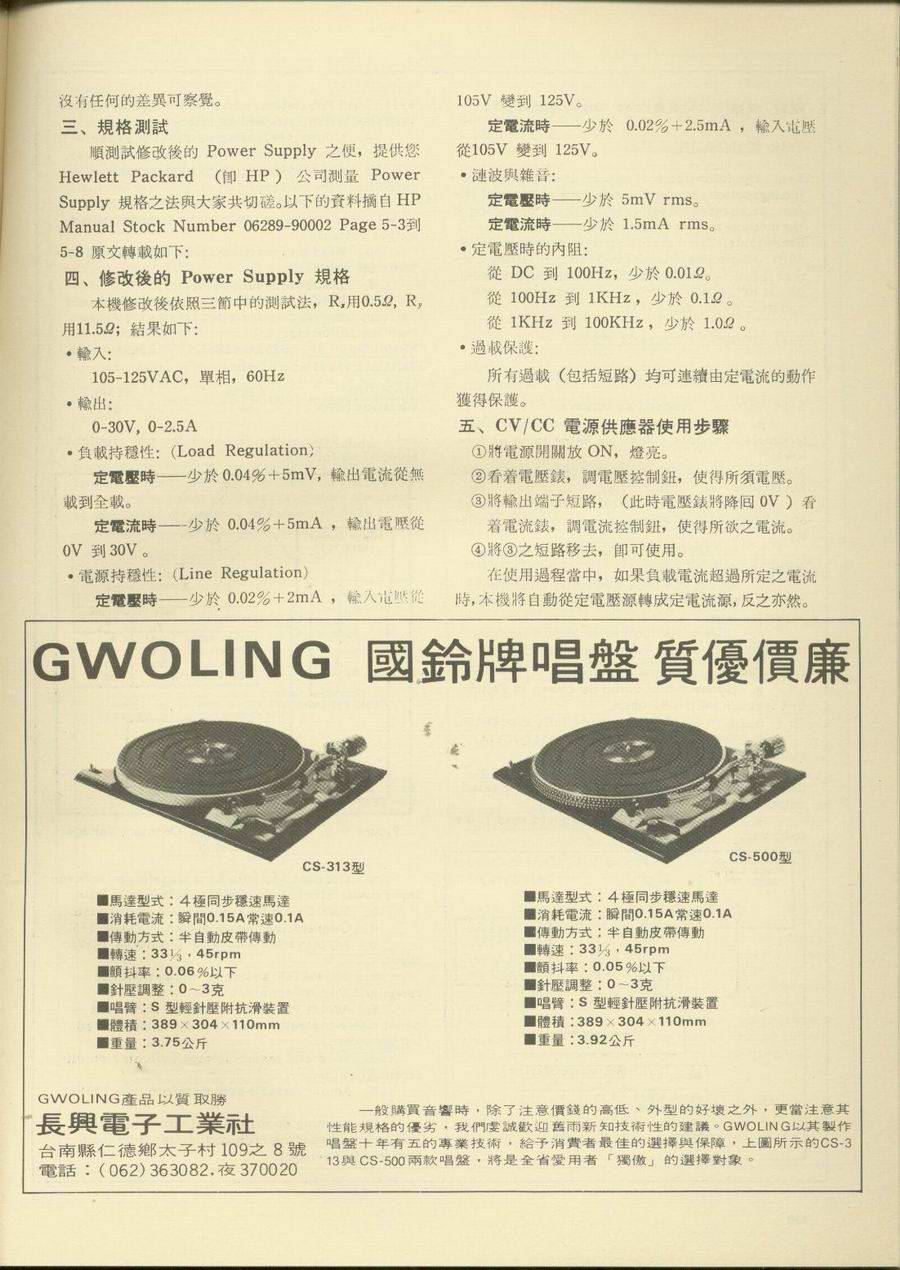 沒有任何的差異可察覺。
三、規格測試
順測試修改後的 Power Supply 之便，提供您
Hewlett Packard （卽 HP ）公司測量 Power
Supply 規格之法與大家共切磋。以下的資料摘自 HP
Manual Stock Number 06289-90002 Page 5-3到
5-8 原文轉載如下:
四、修改後的 Power Supply 規格
本機修改後依照三節中的測試法，R 用0.5Ω, R
用11.5Ω；結果如下:
•輸入:
105-125VAC，單相，60Hz
•輸出:
0-30V, 0-2.5A
•負載持穩性:（Load Regulation）
定電壓時——少於0.04%+5mV，輸出電流從無
載到全載。
定電流時——少於 0.04%+5mA ，輸出電壓從
0V 到30V 。
•電源持穩性:（Line Regulation）
定電壓時——少於 0.02%+2mA ，輸入電壓從
105V 變到 125V。
定電流時——少於 0.02%+2.5mA ，輸入電壓
從105V 變到 125V。
•漣波與雜音:
定電壓時——少於 5mV rms。
定電流時——少於 1.5mA rms。
•定電壓時的內阻:
從 DC 到 100Hz，少於0.01Ω。
從 100Hz 到 1KHz，少於 0.1Ω 。
從 1KHz 到 100KHz，少於 1.0Ω 。
•過載保護:
所有過載（包括短路）均可連續由定電流的動作
獲得保護。
五、CV/CC 電源供應器使用步驟
①將電源開關放 ON，燈亮。
②看着電壓錶，調電壓控制鈕，使得所須電壓。
③將輸出端子短路，（此時電壓錶將降囘 0V ）看
着電流錶，調電流控制鈕，使得所欲之電流。
④將③之短路移去，卽可使用。
在使用過程當中，如果負載電流超過所定之電流
時，本機將自動從定電壓源轉成定電流源，反之亦然。
GWOLING 國鈴牌唱盤 質優價廉
CS-313型
■馬達型式：4極同步穩速馬達
■消耗電流：瞬間0.15A常速0.1A
■傳動方式：半自動皮帶傳動
■轉速：33⅓，45rpm
■顫抖率：0.06%以下
■針壓調整：0~3克
■唱臂：S 型輕針壓附抗滑裝置
■體積：389×304×110mm
■重量：3.75公斤
CS-500型
■馬達型式：4極同步穩速馬達
■消耗電流：瞬間0.15A常速0.1A
■傳動方式：半自動皮帶傳動
■轉速：33⅓，45rpm
■顫抖率：0.05%以下
■針壓調整：0~3克
■唱臂：S 型輕針壓附抗滑裝置
■體積：389×304×110mm
■重量：3.92公斤
GWOLING產品以質取勝
長興電子工業社
台南縣仁德鄉太子村109之 8 號
電話：(062)363082.夜370020
一般購買音響時，除了注意價錢的高低、外型的好壞之外，更當注意其
性能規格的優劣，我們虔誠歡迎舊雨新知技術性的建議。GWOLING以其製作
唱盤十年有五的專業技術，給予消費者最佳的選擇與保障，上圖所示的CS-3
13與CS-500兩款唱盤，將是全省愛用者「獨傲」的選擇對象。